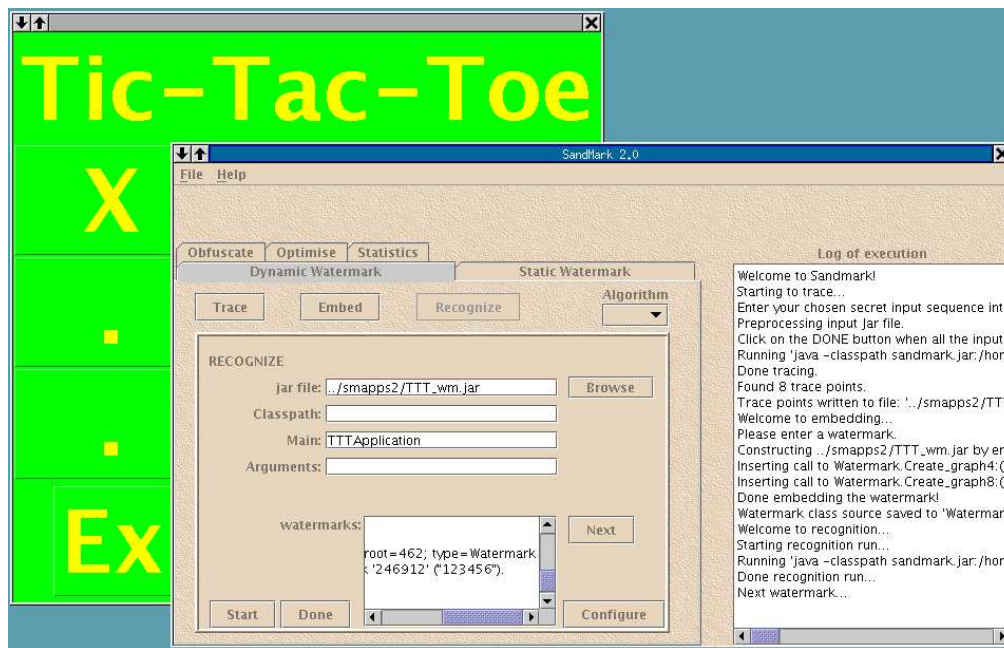 Tic-Tac-Toe
X
.
.
Ex
SandMark 2.0
File Help
Obfuscate Optimise Statistics
Dynamic Watermark Static Watermark
Trace Embed Recognize
Algorithm
RECOGNIZE
jar file: ../smapps2/TTT_wm.jar Browse
Classpath:
Main: TTTApplication
Arguments:
watermarks:
root=462; type=Watermark
'246912' ("123456").
Next
Start Done Configure
Log of execution
Welcome to Sandmark!
Starting to trace...
Enter your chosen secret input sequence int
Preprocessing input Jar file.
Click on the DONE button when all the input
Running 'java -classpath sandmark.jar:/hor
Done tracing.
Found 8 trace points.
Trace points written to file: '../smapps2/TT
Welcome to embedding...
Please enter a watermark.
Constructing ../smapps2/TTT_wm.jar by er
Inserting call to Watermark.Create_graph4:(
Inserting call to Watermark.Create_graph8:(
Done embedding the watermark!
Watermark class source saved to 'Watermar
Welcome to recognition...
Starting recognition run...
Running 'java -classpath sandmark.jar:/hor
Done recognition run...
Next watermark...